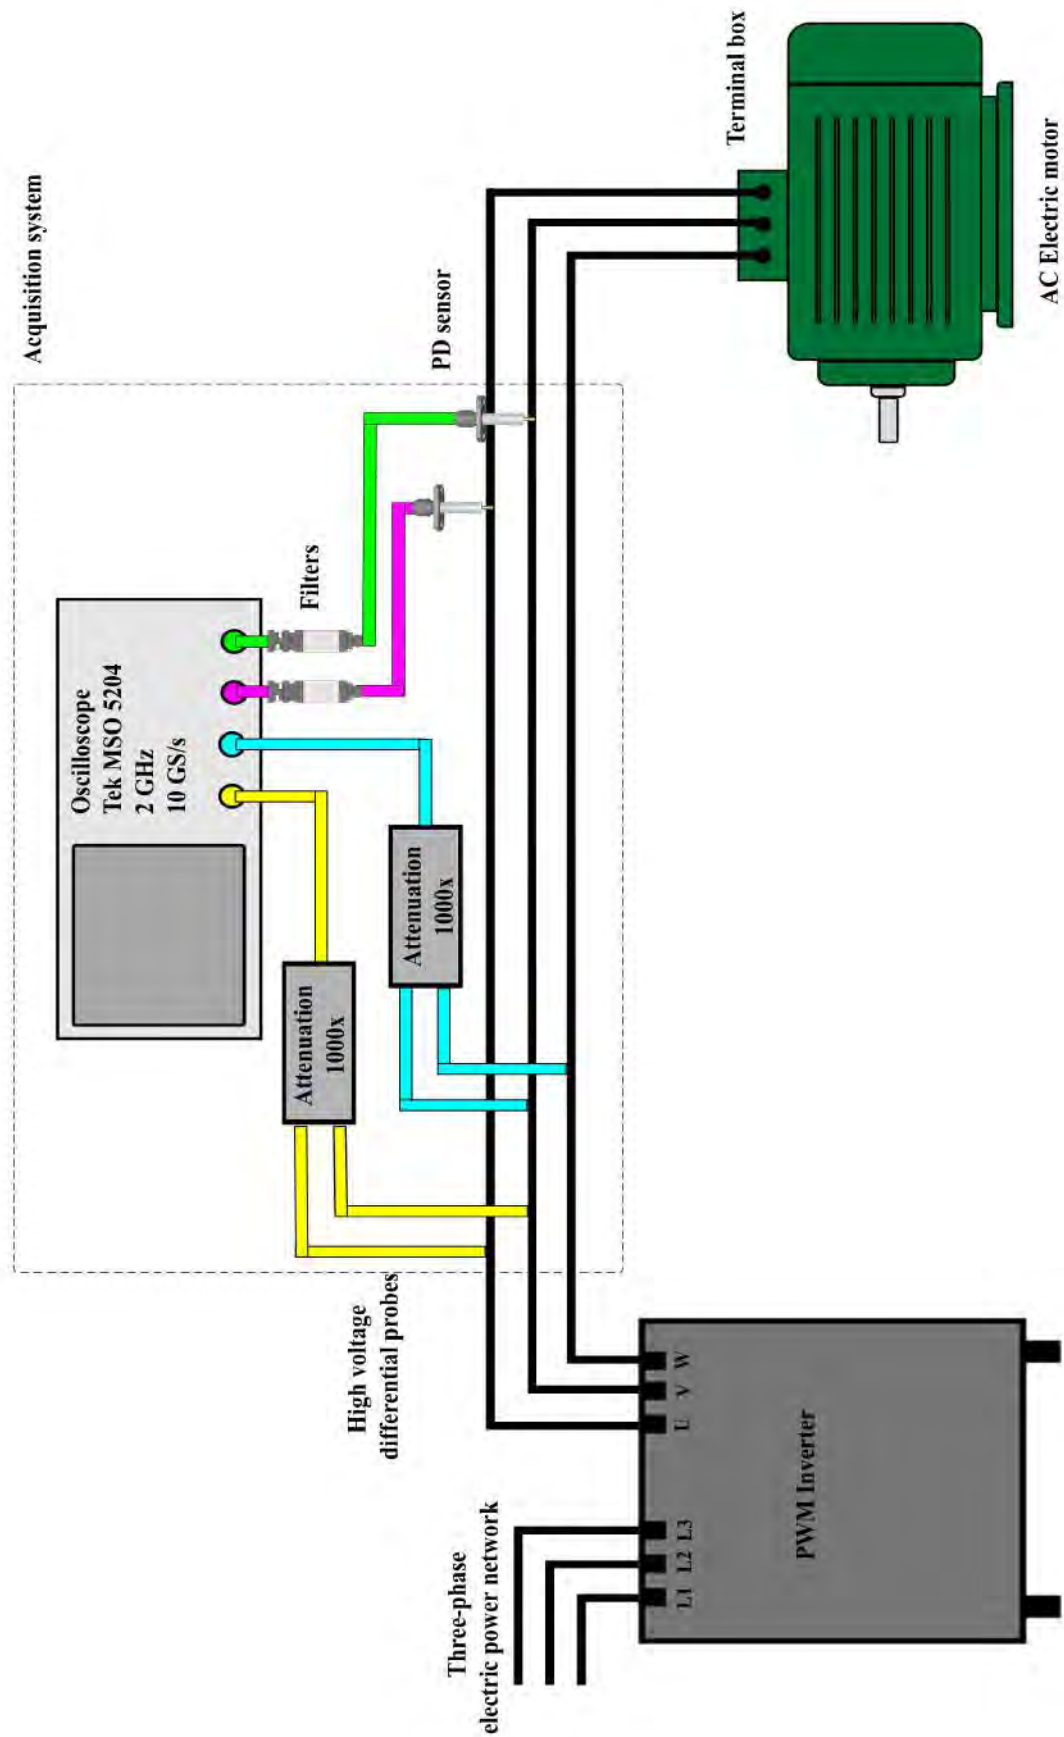 Acquisition system
Oscilloscope
Tek MSO 5204
2 GHz
10 GS/s
Filters
PD sensor
Terminal box
Attenuation
1000x
Attenuation
1000x
High voltage
differential probes
Three-phase
electric power network
L1 L2 L3
U V W
PWM Inverter
AC Electric motor